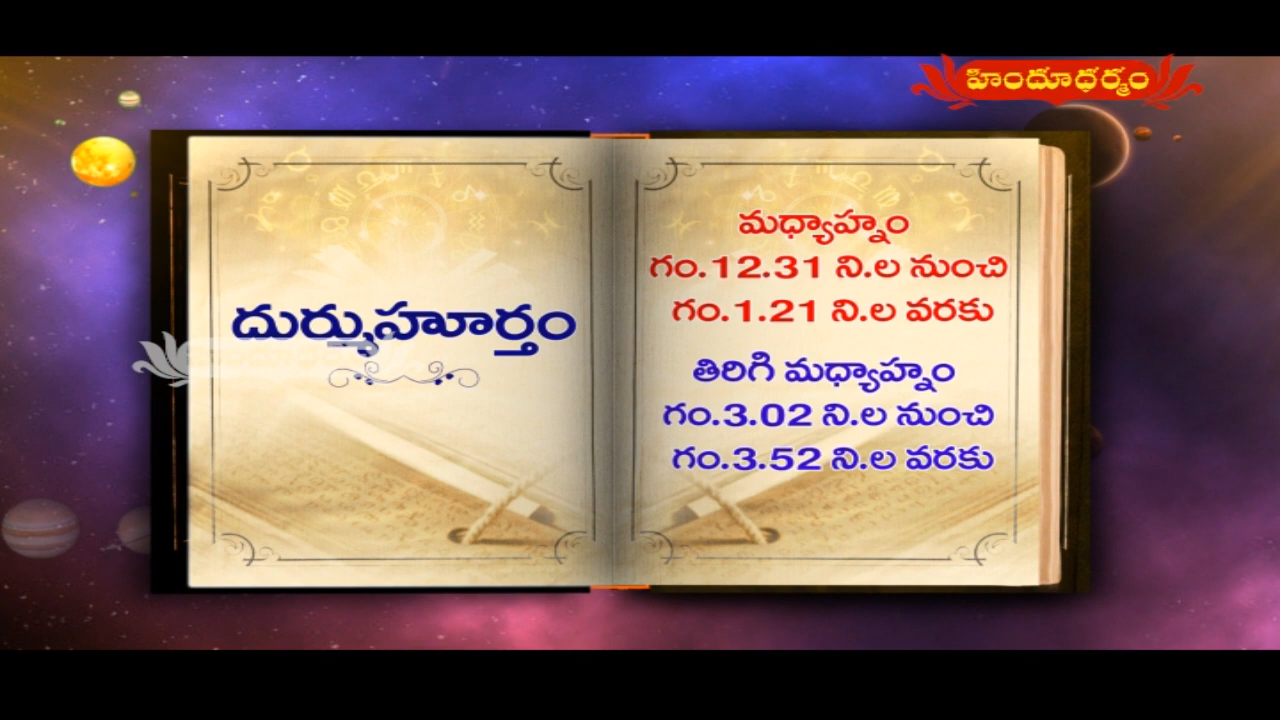 హిందూధర్మం
దుర్ముహూర్తం
మధ్యాహ్నం
గం.12.31 ని.ల నుంచి
గం.1.21 ని.ల వరకు
తిరిగి మధ్యాహ్నం
గం.3.02 ని.ల నుంచి
గం.3.52 ని.ల వరకు